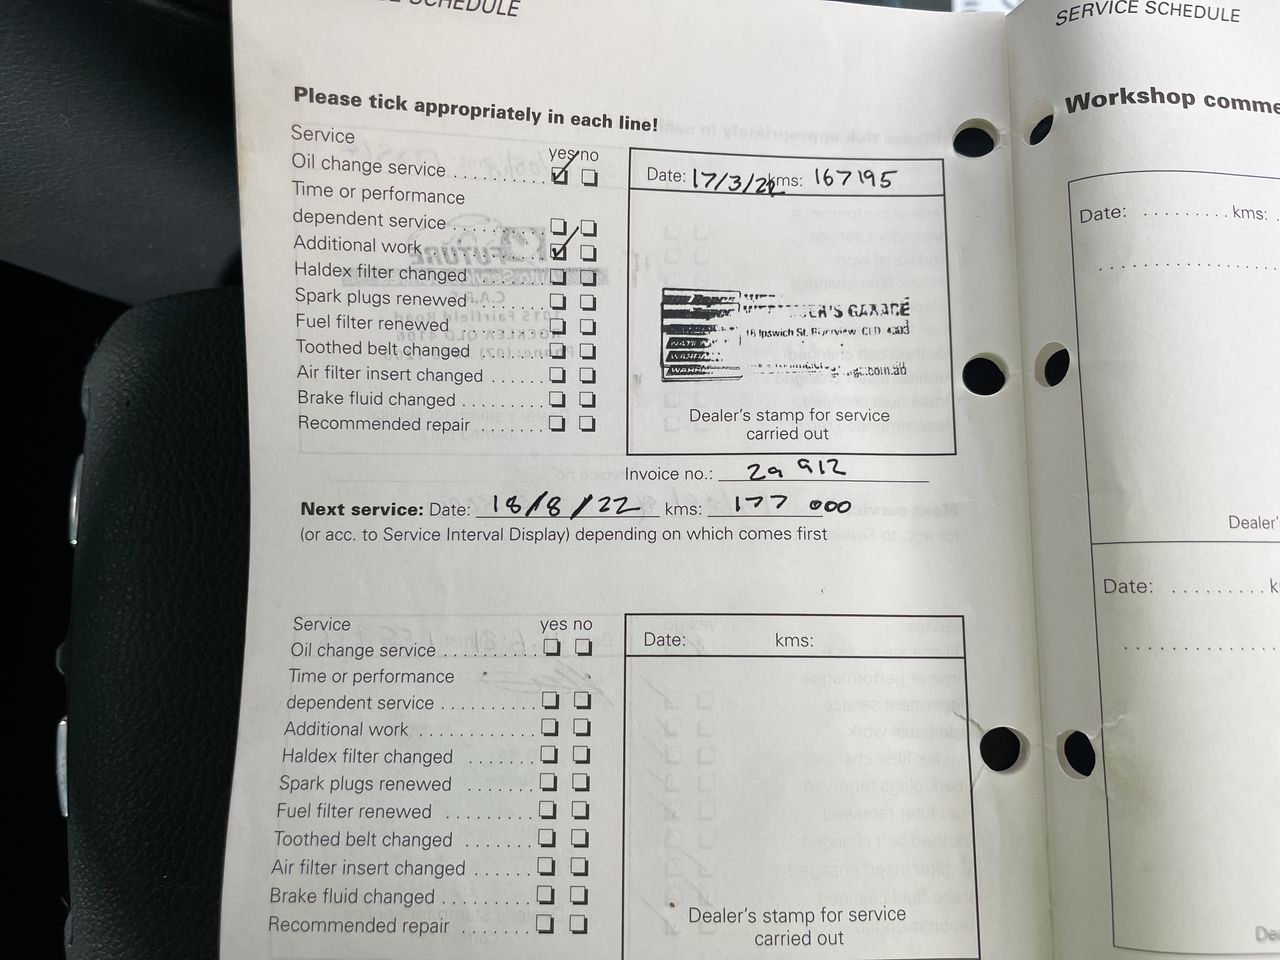 SERVICE SCHEDULE
Please tick appropriately in each line!
Service
yes no
Oil change service
Time or performance
dependent service
Additional work
Haldex filter changed
Spark plugs renewed
Fuel filter renewed
Toothed belt changed
Air filter insert changed
Brake fluid changed
Recommended repair
Date: 17/3/22 kms: 167195
GARAGE
Ipswich St. Riverview QLD 4303
.com.au
Dealer's stamp for service
carried out
Invoice no.: 29 912
Next service: Date: 18/8/22 kms: 177 000
(or acc. to Service Interval Display) depending on which comes first
Service yes no
Oil change service
Time or performance
dependent service
Additional work
Haldex filter changed
Spark plugs renewed
Fuel filter renewed
Toothed belt changed
Air filter insert changed
Brake fluid changed
Recommended repair
Date: kms:
Dealer's stamp for service
carried out
SERVICE SCHEDULE
Workshop comme
Date: ........ kms:
Dealer'
Date: ......... k
Dea